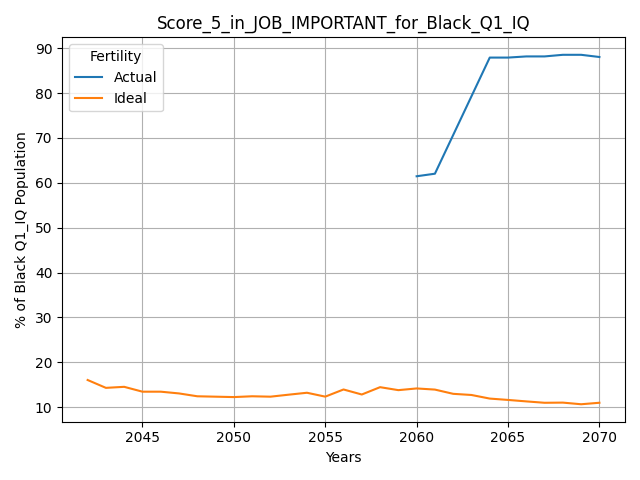 Score_5_in_JOB_IMPORTANT_for_Black_Q1_IQ
Fertility
Actual
Ideal
% of Black Q1_IQ Population
90
80
70
60
50
40
30
20
10
2045 2050 2055 2060 2065 2070
Years